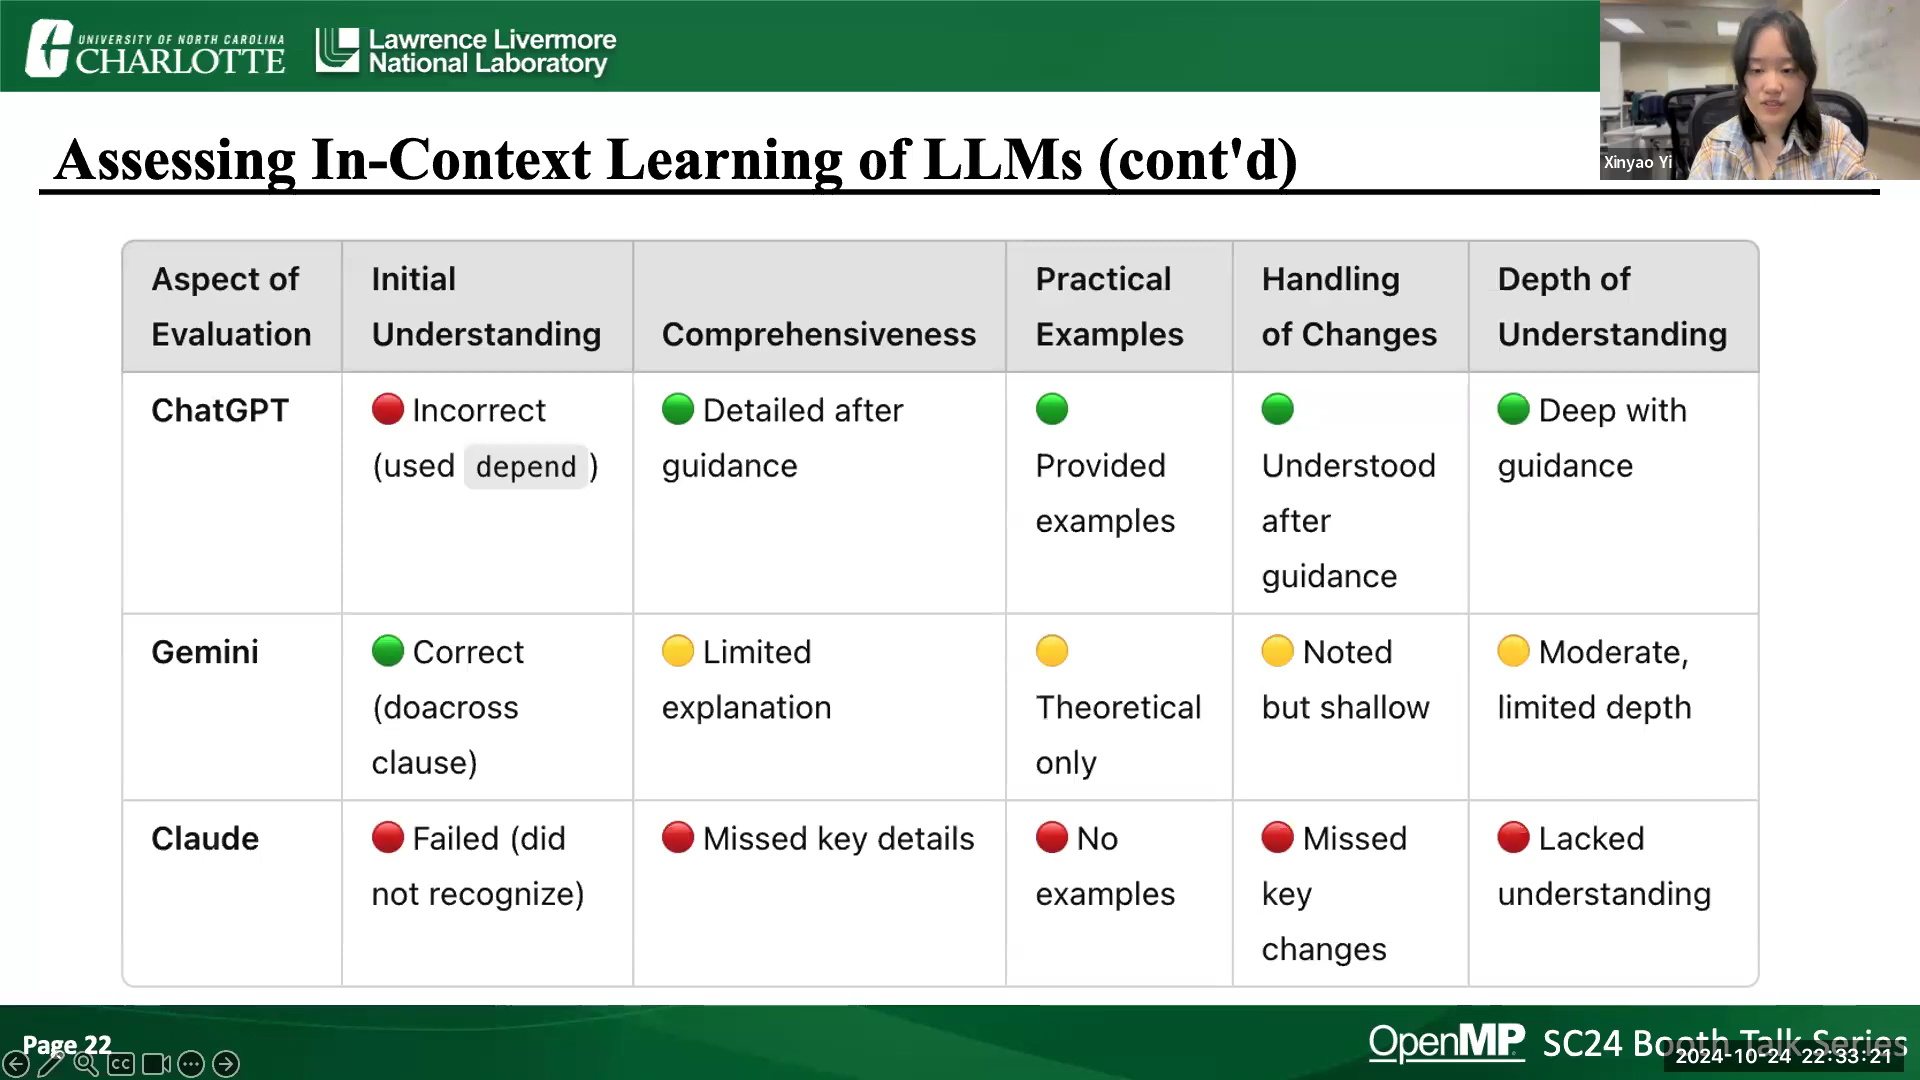 UNIVERSITY OF NORTH CAROLINA
CHARLOTTE
Lawrence Livermore
National Laboratory
Xinyao Yi
Assessing In-Context Learning of LLMs (cont'd)
Aspect of
Evaluation
Initial
Understanding
Comprehensiveness
Practical
Examples
Handling
of Changes
Depth of
Understanding
ChatGPT
Incorrect
(used depend )
Detailed after
guidance
Provided
examples
Understood
after
guidance
Deep with
guidance
Gemini
Correct
(doacross
clause)
Limited
explanation
Theoretical
only
Noted
but shallow
Moderate,
limited depth
Claude
Failed (did
not recognize)
Missed key details
No
examples
Missed
key
changes
Lacked
understanding
Page 22
CC
OpenMP SC24 Booth Talk Series
2024-10-24 22:33:21